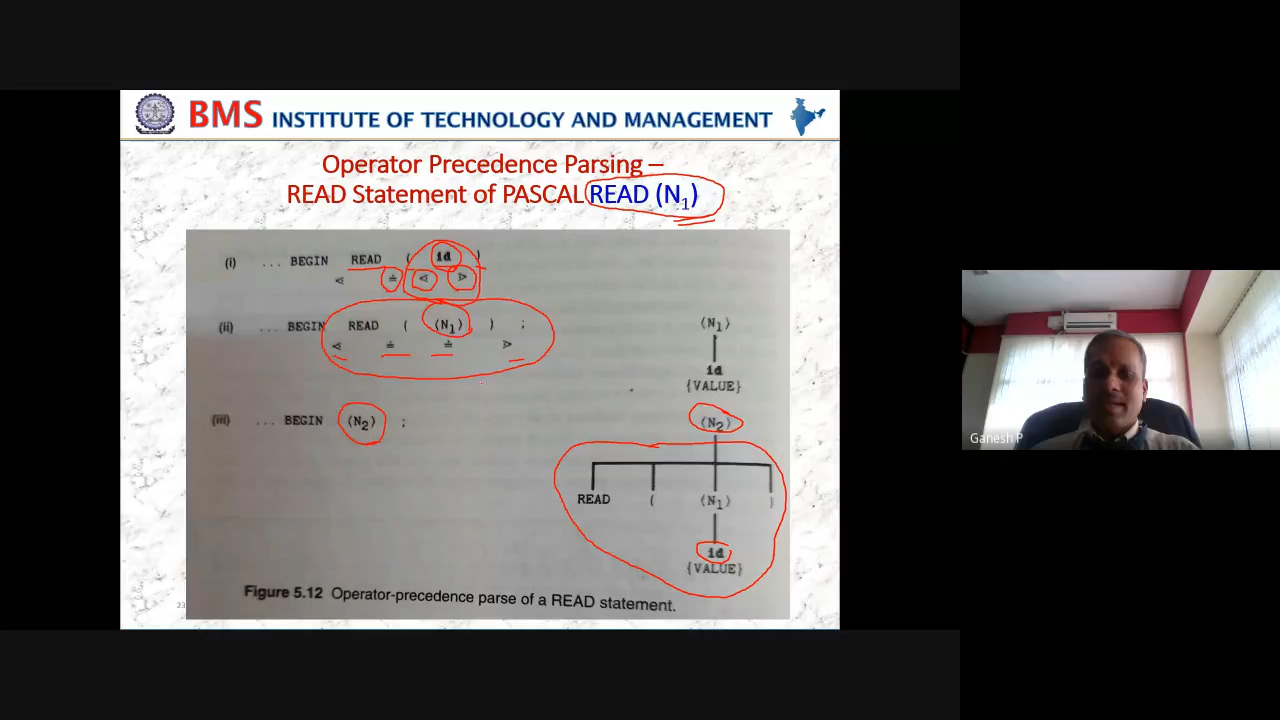 BMS INSTITUTE OF TECHNOLOGY AND MANAGEMENT
Operator Precedence Parsing –
READ Statement of PASCAL READ (N1)
(i) ... BEGIN READ ( id )
⋖ ≐ ⋖ ⋗
(ii) ... BEGIN READ ( ⟨N1⟩ ) ;
⋖ ≐ ≐ ⋗
⟨N1⟩
id
{VALUE}
(iii) ... BEGIN ⟨N2⟩ ;
⟨N2⟩
READ ( ⟨N1⟩ )
id
{VALUE}
Figure 5.12 Operator-precedence parse of a READ statement.
23
Ganesh P